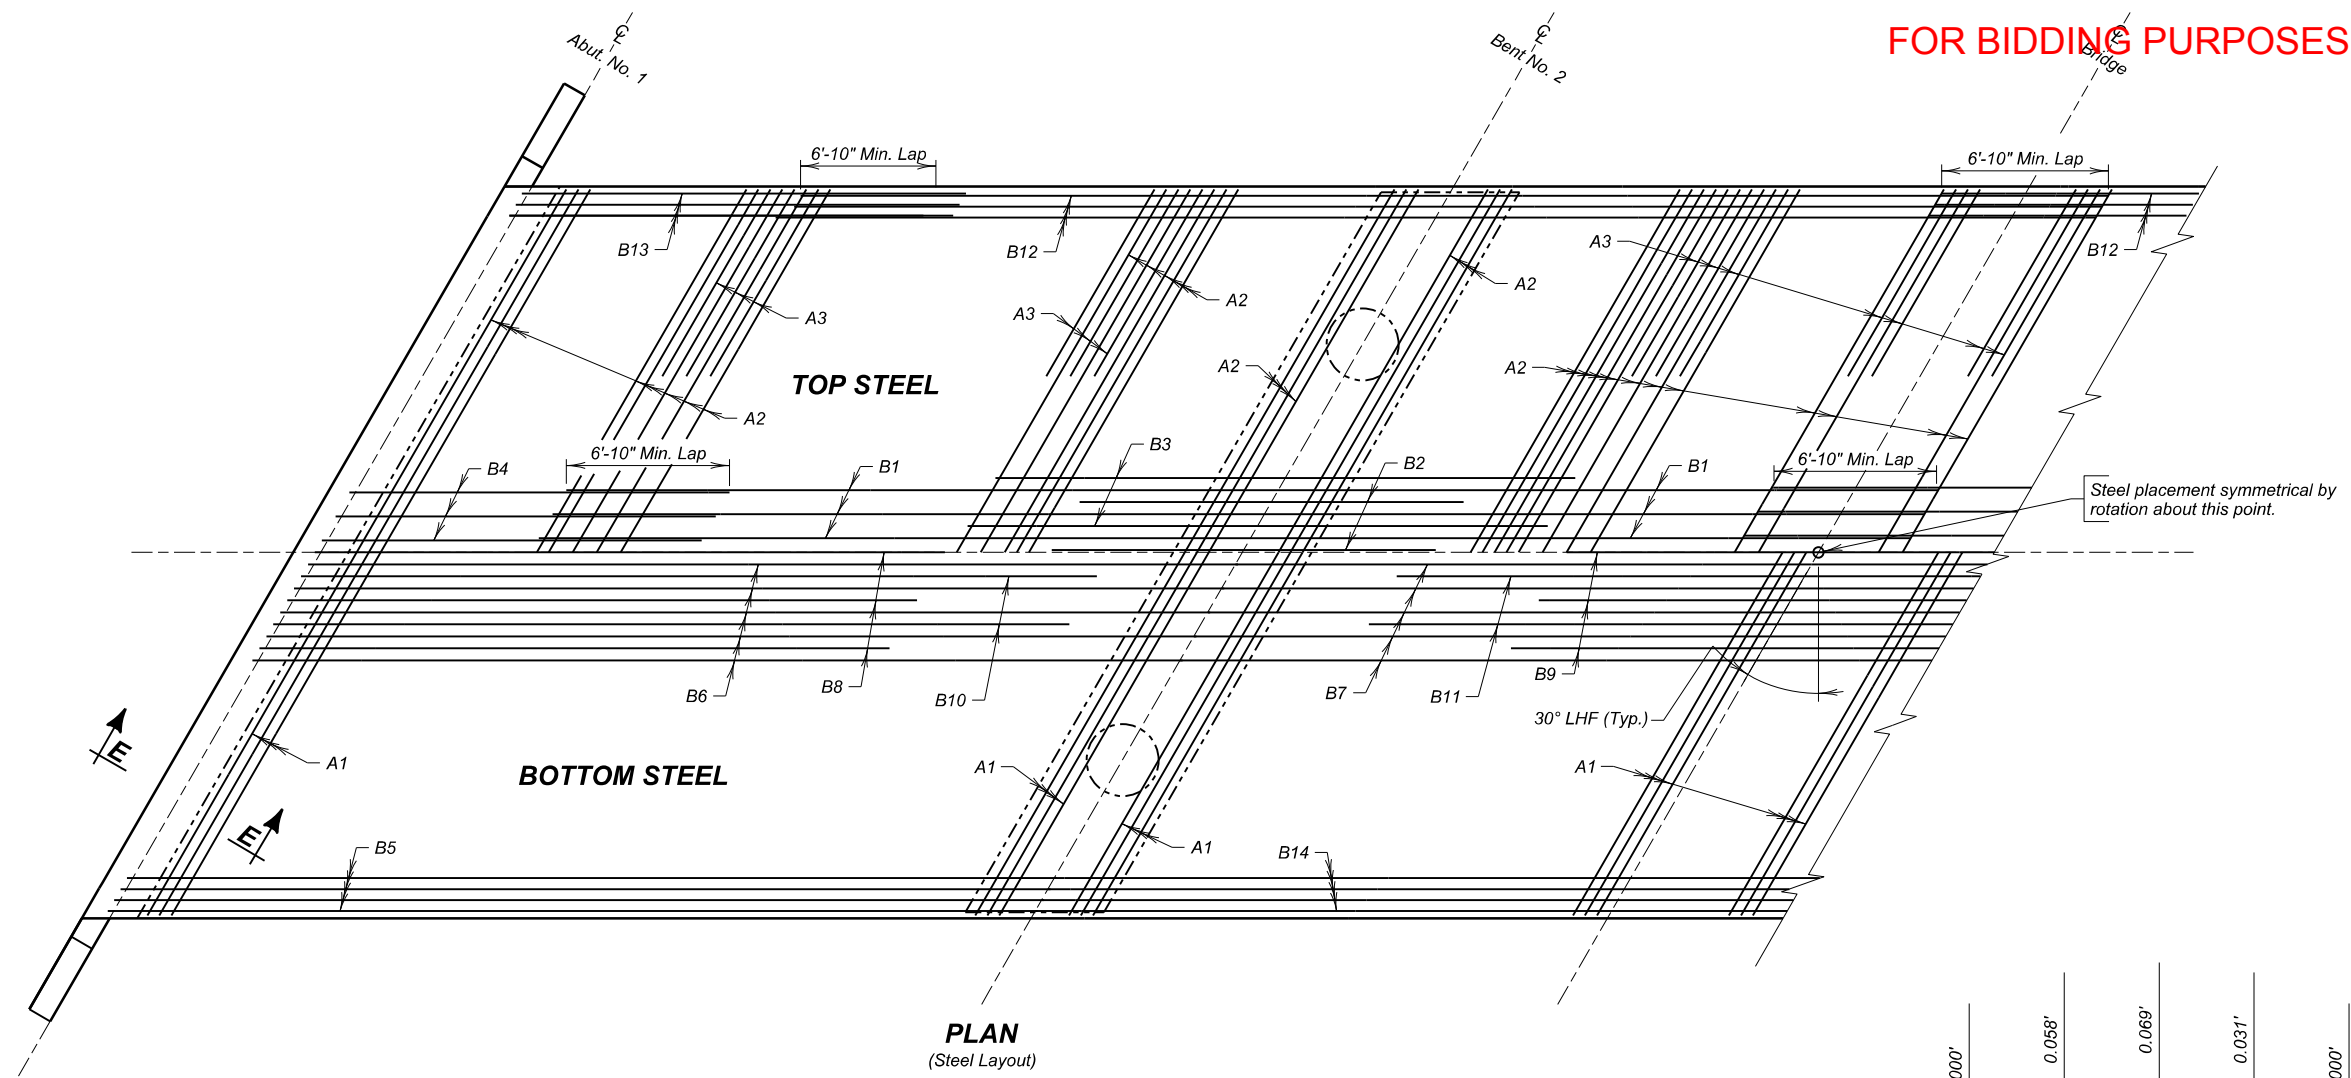 FOR BIDDING PURPOSES
℄
Abut. No. 1
℄
Bent No. 2
℄
Bridge
6'-10" Min. Lap
6'-10" Min. Lap
B13
B12
A3
B12
A2
A2
A3
A3
A2
A2
TOP STEEL
A2
6'-10" Min. Lap
B4
B1
B3
B2
B1
6'-10" Min. Lap
Steel placement symmetrical by
rotation about this point.
B6
B8
B10
B7
B11
B9
30° LHF (Typ.)
E
A1
BOTTOM STEEL
A1
A1
E
B5
A1
B14
PLAN
(Steel Layout)
0.058'
0.069'
0.031'